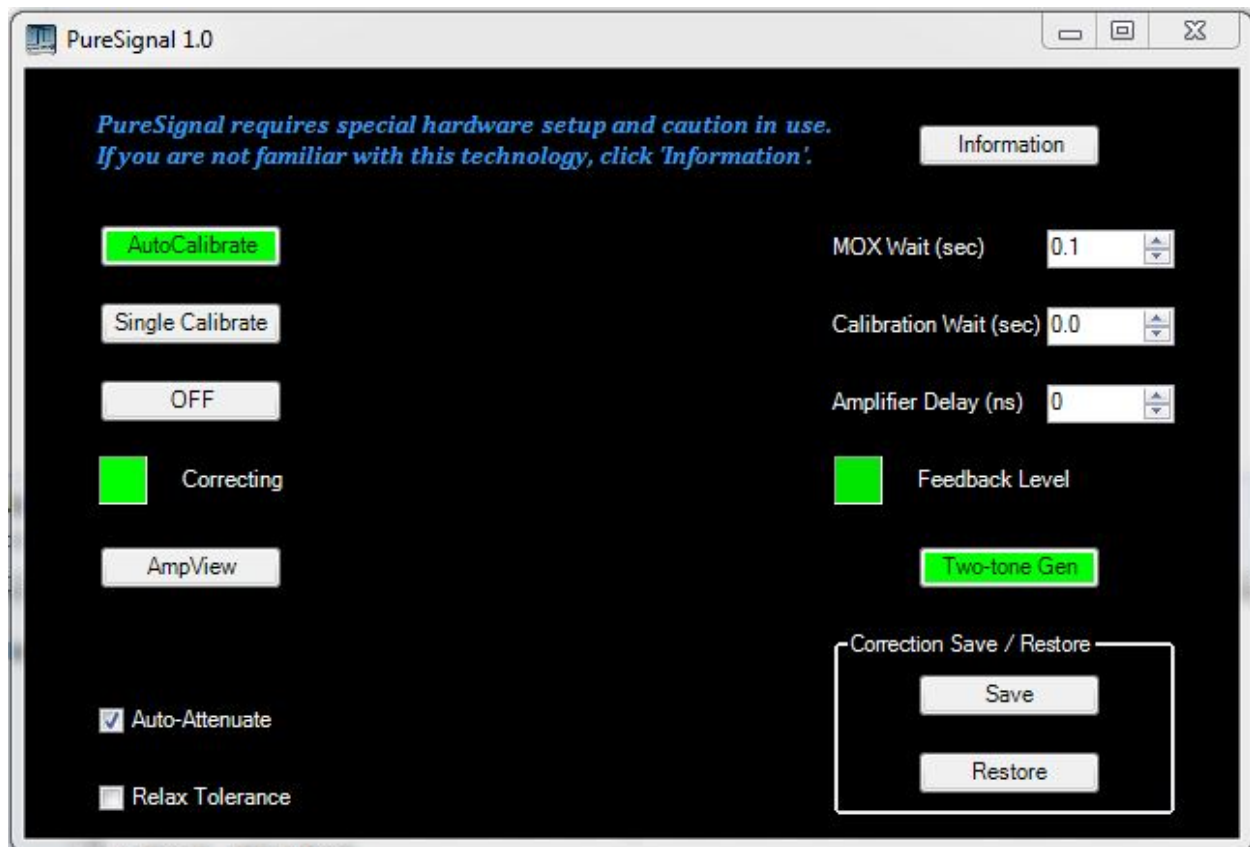 PureSignal 1.0
PureSignal requires special hardware setup and caution in use.
If you are not familiar with this technology, click 'Information'.
Information
AutoCalibrate
MOX Wait (sec) 0.1
Single Calibrate
Calibration Wait (sec) 0.0
OFF
Amplifier Delay (ns) 0
Correcting
Feedback Level
AmpView
Two-tone Gen
Correction Save / Restore
Save
Auto-Attenuate
Restore
Relax Tolerance